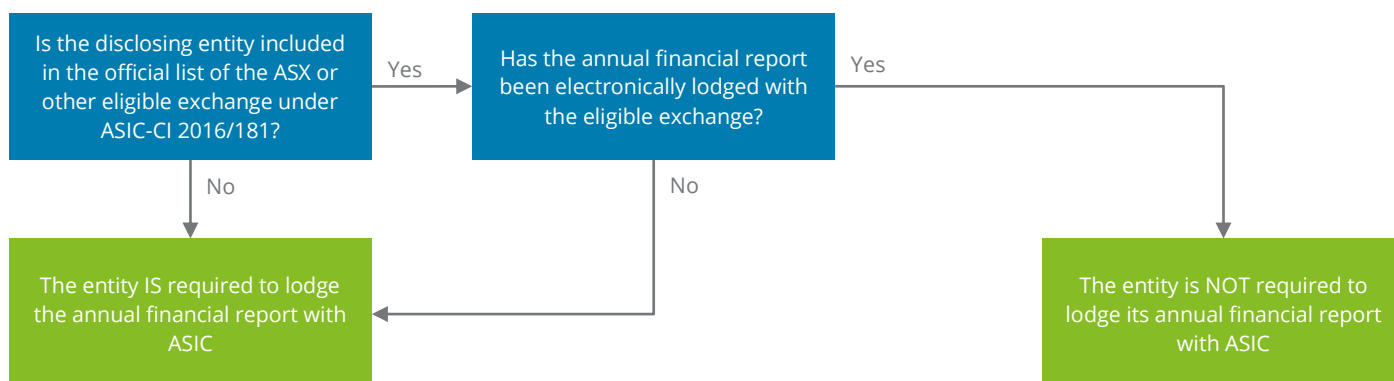 Is the disclosing entity included
in the official list of the ASX or
other eligible exchange under
ASIC-CI 2016/181?
Yes
Has the annual financial report
been electronically lodged with
the eligible exchange?
Yes
No
No
The entity IS required to lodge
the annual financial report with
ASIC
The entity is NOT required to
lodge its annual financial report
with ASIC